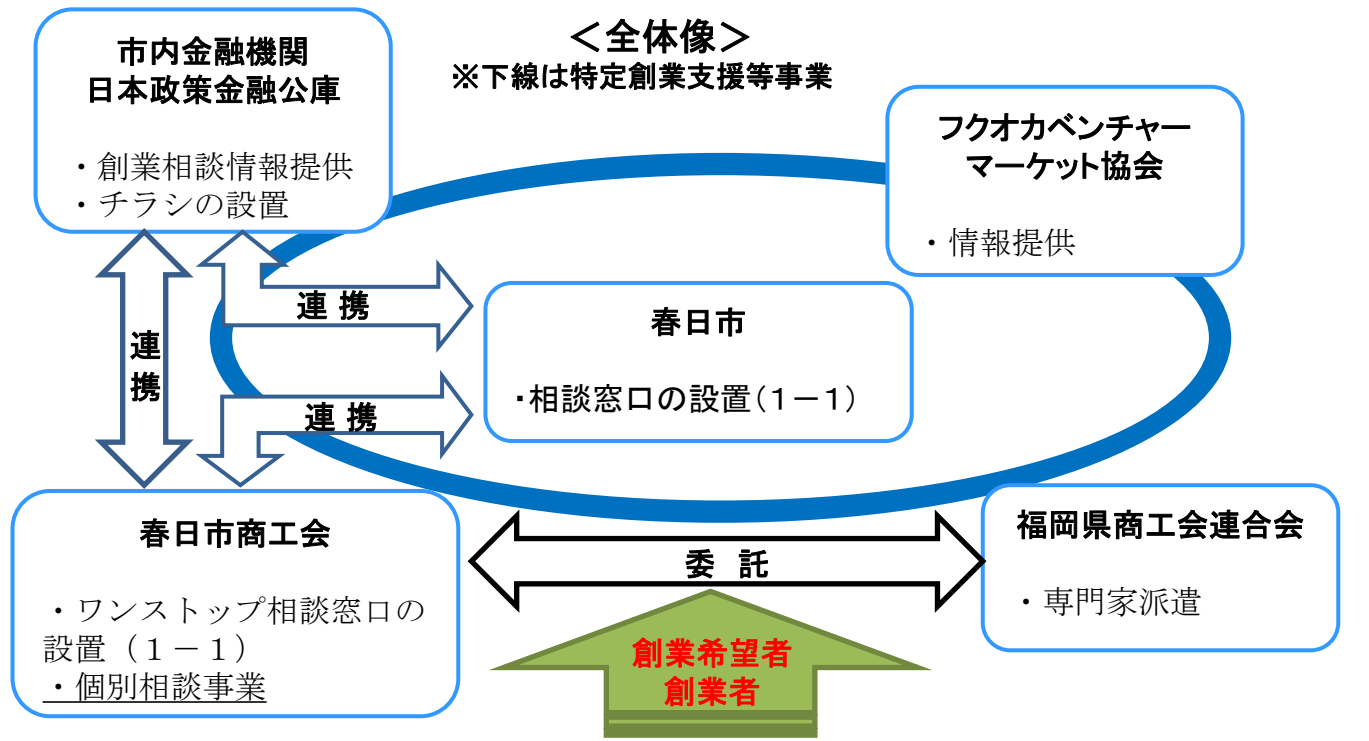 ＜全体像＞
※下線は特定創業支援等事業
市内金融機関
日本政策金融公庫
・創業相談情報提供
・チラシの設置
フクオカベンチャー
マーケット協会
・情報提供
連携
連 携
春日市
・相談窓口の設置（１－１）
連 携
春日市商工会
・ワンストップ相談窓口の
設置（１－１）
・個別相談事業
委 託
福岡県商工会連合会
・専門家派遣
創業希望者
創業者